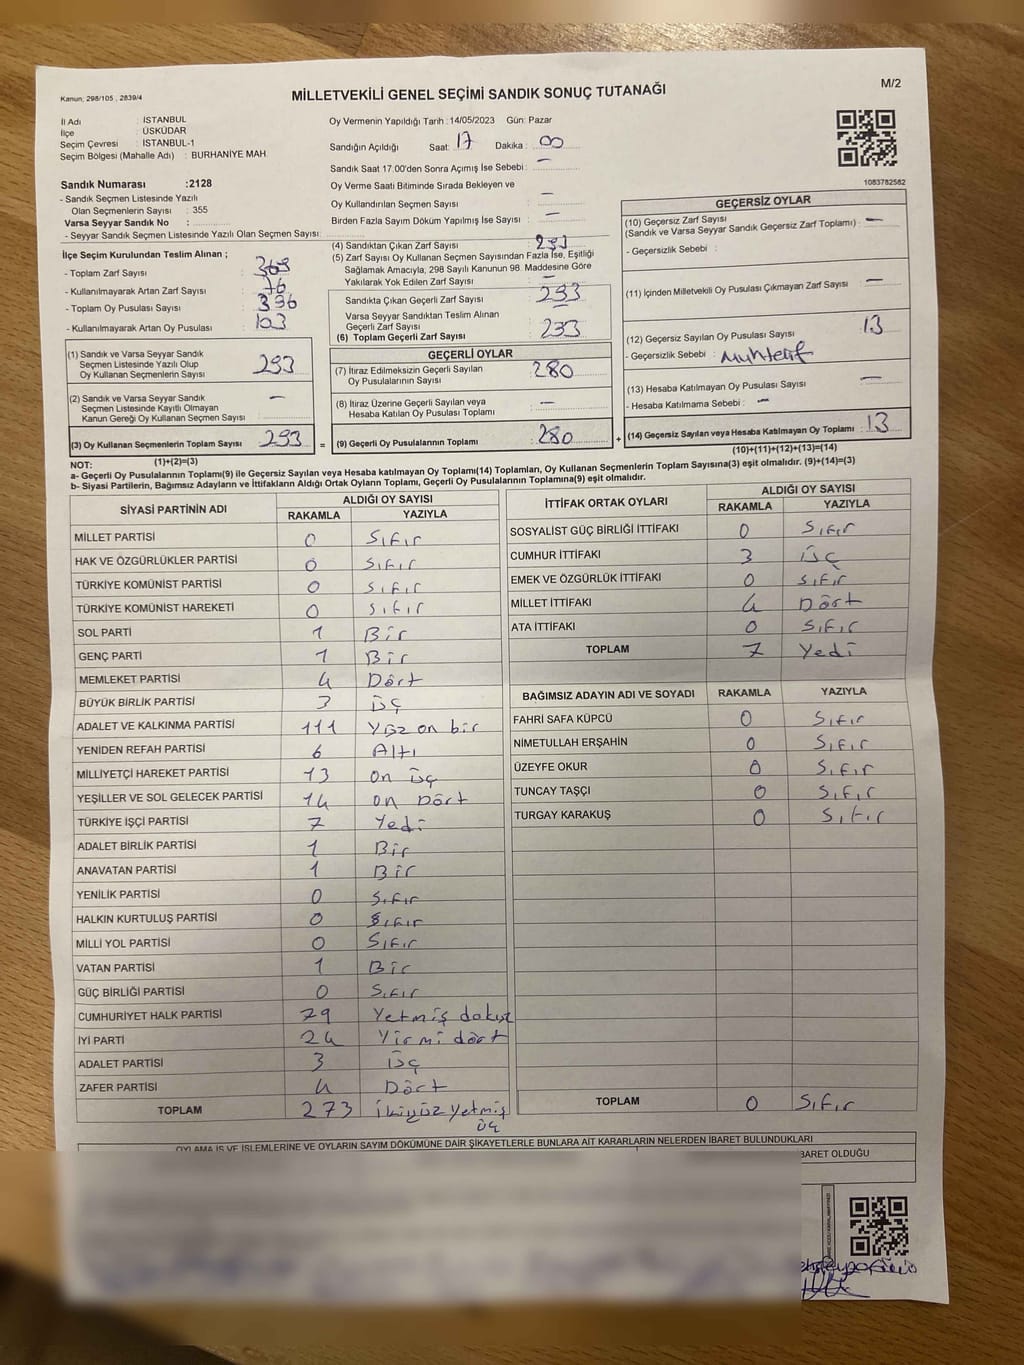 Kanun; 298/105 , 2839/4
MİLLETVEKİLİ GENEL SEÇİMİ SANDIK SONUÇ TUTANAĞI
M/2
İl Adı : İSTANBUL
İlçe : ÜSKÜDAR
Seçim Çevresi : İSTANBUL-1
Seçim Bölgesi (Mahalle Adı) : BURHANİYE MAH.
Sandık Numarası :2128
- Sandık Seçmen Listesinde Yazılı
Olan Seçmenlerin Sayısı : 355
Varsa Seyyar Sandık No :
- Seyyar Sandık Seçmen Listesinde Yazılı Olan Seçmen Sayısı:
Oy Vermenin Yapıldığı Tarih : 14/05/2023 Gün: Pazar
Sandığın Açıldığı Saat: 17 Dakika : 00
Sandık Saat 17.00'den Sonra Açımış İse Sebebi : —
Oy Verme Saati Bitiminde Sırada Bekleyen ve
Oy Kullandırılan Seçmen Sayısı : —
Birden Fazla Sayım Döküm Yapılmış İse Sayısı : —
1083782582
İlçe Seçim Kurulundan Teslim Alınan ;
- Toplam Zarf Sayısı : 369
- Kullanılmayarak Artan Zarf Sayısı : 76
- Toplam Oy Pusulası Sayısı : 396
- Kullanılmayarak Artan Oy Pusulası : 103
(1) Sandık ve Varsa Seyyar Sandık
Seçmen Listesinde Yazılı Olup
Oy Kullanan Seçmenlerin Sayısı : 293
(2) Sandık ve Varsa Seyyar Sandık
Seçmen Listesinde Kayıtlı Olmayan
Kanun Gereği Oy Kullanan Seçmen Sayısı : —
(3) Oy Kullanan Seçmenlerin Toplam Sayısı : 293 =
(1)+(2)=(3)
(4) Sandıktan Çıkan Zarf Sayısı : 293
(5) Zarf Sayısı Oy Kullanan Seçmen Sayısından Fazla İse, Eşitliği
Sağlamak Amacıyla, 298 Sayılı Kanunun 98. Maddesine Göre
Yakılarak Yok Edilen Zarf Sayısı : —
Sandıkta Çıkan Geçerli Zarf Sayısı : 293
Varsa Seyyar Sandıktan Teslim Alınan
Geçerli Zarf Sayısı :
(6) Toplam Geçerli Zarf Sayısı : 293
GEÇERLİ OYLAR
(7) İtiraz Edilmeksizin Geçerli Sayılan
Oy Pusulalarının Sayısı : 280
(8) İtiraz Üzerine Geçerli Sayılan veya
Hesaba Katılan Oy Pusulası Toplamı : —
(9) Geçerli Oy Pusulalarının Toplamı : 280 +
GEÇERSİZ OYLAR
(10) Geçersiz Zarf Sayısı
(Sandık ve Varsa Seyyar Sandık Geçersiz Zarf Toplamı) : —
- Geçersizlik Sebebi :
(11) İçinden Milletvekili Oy Pusulası Çıkmayan Zarf Sayısı : —
(12) Geçersiz Sayılan Oy Pusulası Sayısı : 13
- Geçersizlik Sebebi : Muhtelif
(13) Hesaba Katılmayan Oy Pusulası Sayısı : —
- Hesaba Katılmama Sebebi : —
(14) Geçersiz Sayılan veya Hesaba Katılmayan Oy Toplamı : 13
(10)+(11)+(12)+(13)=(14)
NOT:
a- Geçerli Oy Pusulalarının Toplamı(9) ile Geçersiz Sayılan veya Hesaba katılmayan Oy Toplamı(14) Toplamları, Oy Kullanan Seçmenlerin Toplam Sayısına(3) eşit olmalıdır. (9)+(14)=(3)
b- Siyasi Partilerin, Bağımsız Adayların ve İttifakların Aldığı Ortak Oyların Toplamı, Geçerli Oy Pusulalarının Toplamına(9) eşit olmalıdır.
SİYASİ PARTİNİN ADI ALDIĞI OY SAYISI
RAKAMLA YAZIYLA
MİLLET PARTİSİ 0 Sıfır
HAK VE ÖZGÜRLÜKLER PARTİSİ 0 Sıfır
TÜRKİYE KOMÜNİST PARTİSİ 0 Sıfır
TÜRKİYE KOMÜNİST HAREKETİ 0 Sıfır
SOL PARTİ 1 Bir
GENÇ PARTİ 1 Bir
MEMLEKET PARTİSİ 4 Dört
BÜYÜK BİRLİK PARTİSİ 3 üç
ADALET VE KALKINMA PARTİSİ 111 Yüz on bir
YENİDEN REFAH PARTİSİ 6 Altı
MİLLİYETÇİ HAREKET PARTİSİ 13 on üç
YEŞİLLER VE SOL GELECEK PARTİSİ 14 on Dört
TÜRKİYE İŞÇİ PARTİSİ 7 Yedi
ADALET BİRLİK PARTİSİ 1 Bir
ANAVATAN PARTİSİ 1 Bir
YENİLİK PARTİSİ 0 Sıfır
HALKIN KURTULUŞ PARTİSİ 0 Sıfır
MİLLİ YOL PARTİSİ 0 Sıfır
VATAN PARTİSİ 1 Bir
GÜÇ BİRLİĞİ PARTİSİ 0 Sıfır
CUMHURİYET HALK PARTİSİ 79 Yetmiş dokuz
İYİ PARTİ 24 Yirmi dört
ADALET PARTİSİ 3 üç
ZAFER PARTİSİ 4 Dört
TOPLAM 273 ikiyüz yetmiş
üç
İTTİFAK ORTAK OYLARI ALDIĞI OY SAYISI
RAKAMLA YAZIYLA
SOSYALİST GÜÇ BİRLİĞİ İTTİFAKI 0 Sıfır
CUMHUR İTTİFAKI 3 üç
EMEK VE ÖZGÜRLÜK İTTİFAKI 0 sıfır
MİLLET İTTİFAKI 4 Dört
ATA İTTİFAKI 0 Sıfır
TOPLAM 7 Yedi
BAĞIMSIZ ADAYIN ADI VE SOYADI RAKAMLA YAZIYLA
FAHRİ SAFA KÜPCÜ 0 Sıfır
NİMETULLAH ERŞAHİN 0 Sıfır
ÜZEYFE OKUR 0 Sıfır
TUNCAY TAŞÇI 0 Sıfır
TURGAY KARAKUŞ 0 Sıfır
TOPLAM 0 Sıfır
OYLAMA İŞ VE İŞLEMLERİNE VE OYLARIN SAYIM DÖKÜMÜNE DAİR ŞİKAYETLERLE BUNLARA AİT KARARLARIN NELERDEN İBARET BULUNDUKLARI
BARET OLDUĞU